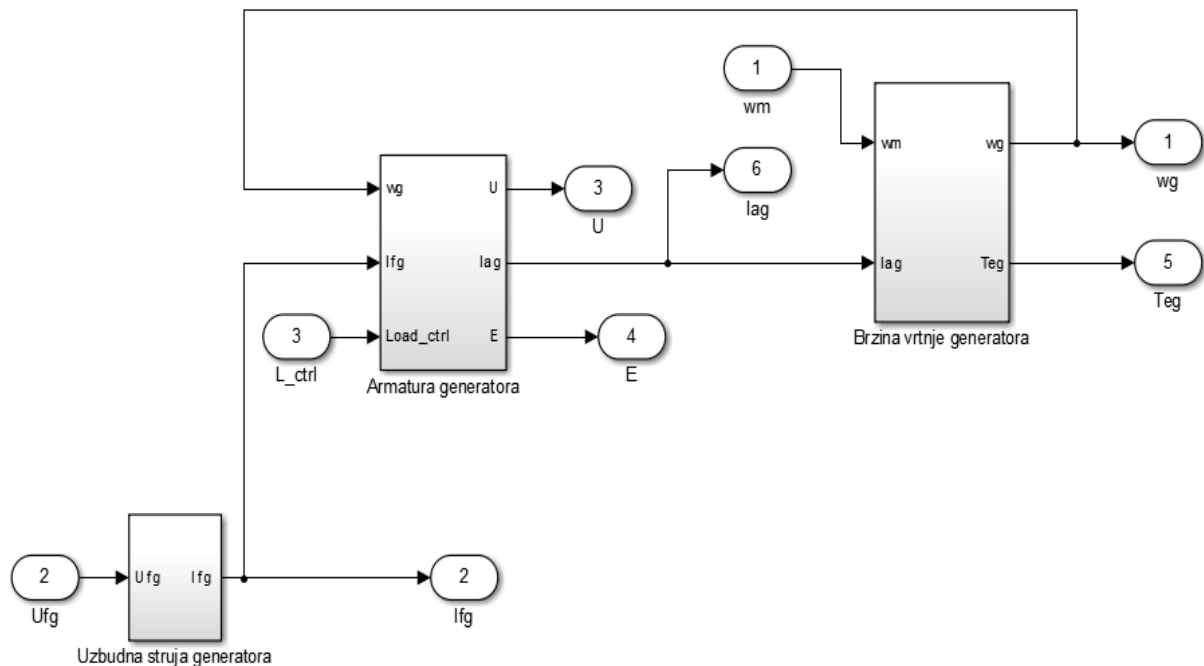 1
wm
wm
wg
1
wg
6
Iag
wg
U
3
U
Ifg
Iag
Iag
Teg
5
Teg
3
L_ctrl
Load_ctrl
E
4
E
Brzina vrtnje generatora
Armatura generatora
2
Ufg
Ufg
Ifg
2
Ifg
Uzbudna struja generatora